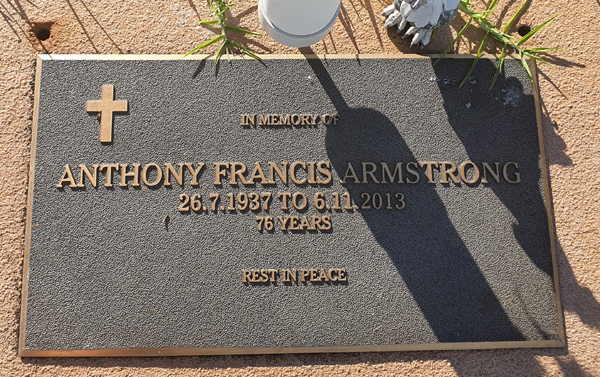 IN MEMORY OF
ANTHONY FRANCIS ARMSTRONG
26.7.1937 TO 6.11.2013
76 YEARS
REST IN PEACE